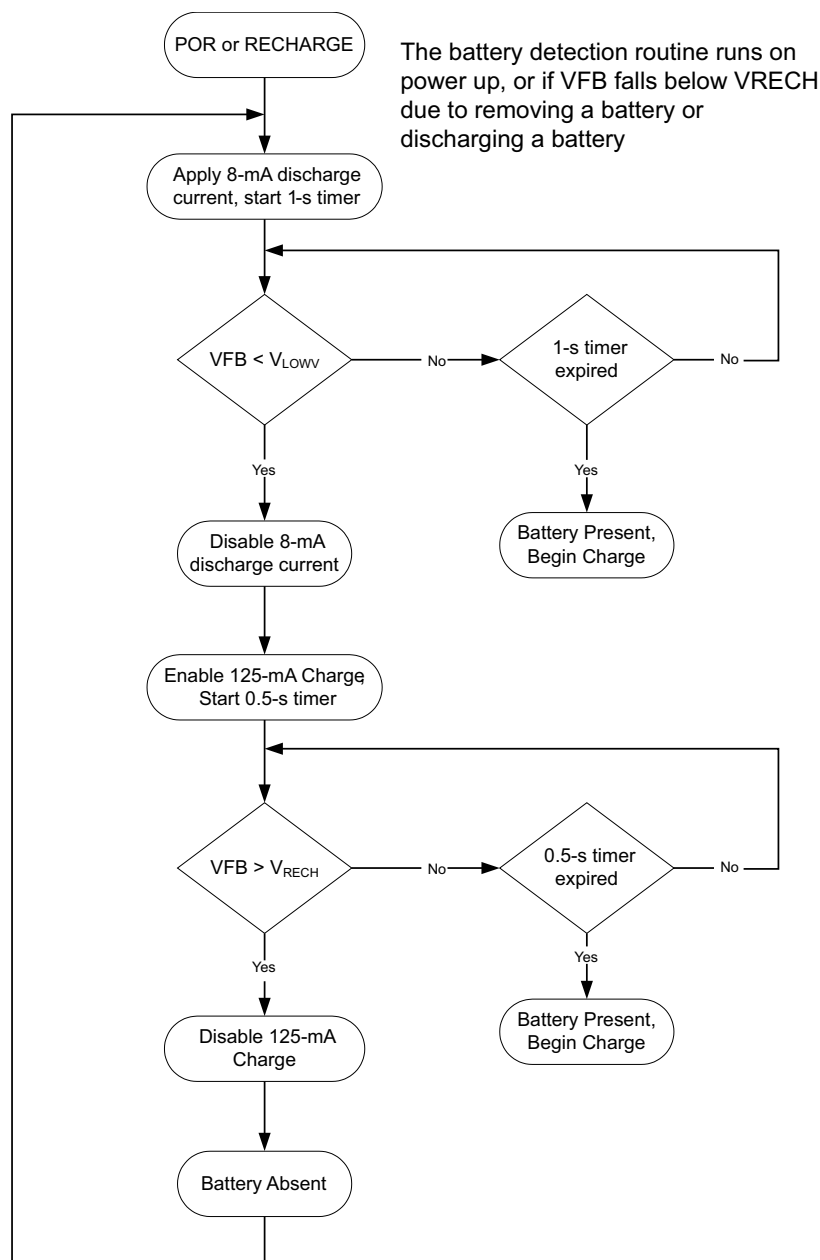 POR or RECHARGE
The battery detection routine runs on
power up, or if VFB falls below VRECH
due to removing a battery or
discharging a battery
Apply 8-mA discharge
current, start 1-s timer
VFB < VLOWV
No
1-s timer
expired
No
Yes
Yes
Disable 8-mA
discharge current
Battery Present,
Begin Charge
Enable 125-mA Charge,
Start 0.5-s timer
VFB > VRECH
No
0.5-s timer
expired
No
Yes
Yes
Disable 125-mA
Charge
Battery Present,
Begin Charge
Battery Absent